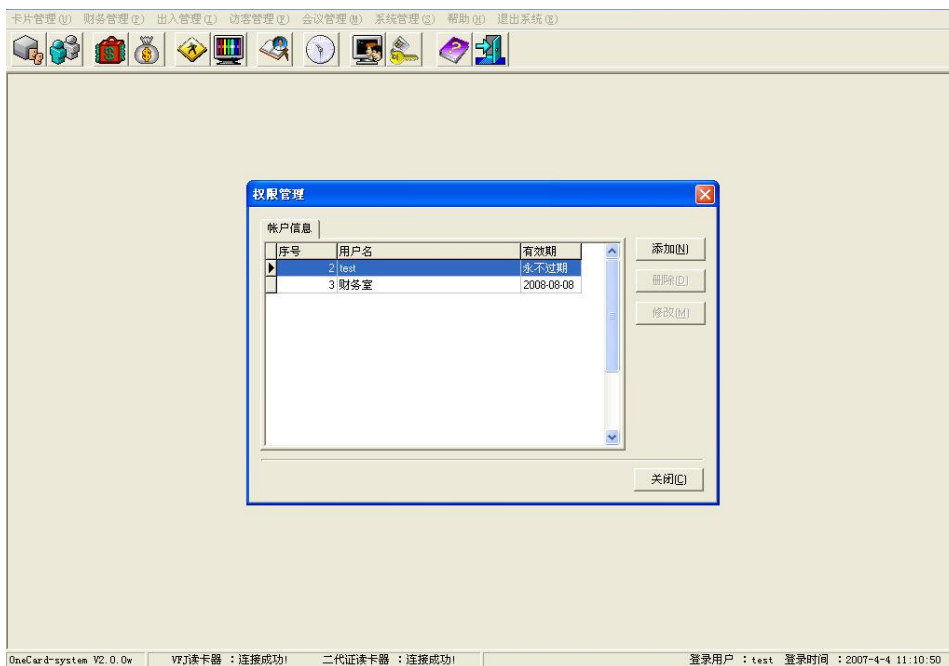 卡片管理(U) 财务管理(P) 出入管理(I) 访客管理(F) 会议管理(M) 系统管理(S) 帮助(H) 退出系统(E)
权限管理
帐户信息
序号 用户名 有效期
2 test 永不过期
3 财务室 2008-08-08
添加[N]
删除[D]
修改[M]
关闭[C]
OneCard-system V2.0.0w VFJ读卡器 :连接成功! 二代证读卡器 :连接成功! 登录用户 :test 登录时间 :2007-4-4 11:10:50